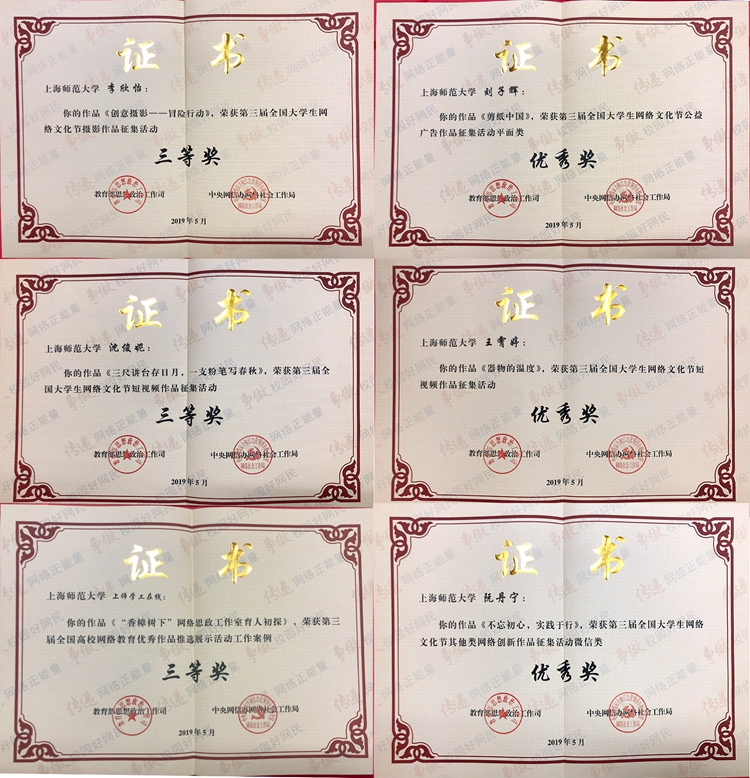 证 书
上海师范大学 李欣怡：
你的作品《创意摄影——冒险行动》，荣获第三届全国大学生网
络文化节摄影作品征集活动
三等奖
教育部思想政治工作司 中央网信办网络社会工作局
2019年5月
证 书
上海师范大学 刘子辉：
你的作品《剪纸中国》，荣获第三届全国大学生网络文化节公益
广告作品征集活动平面类
优秀奖
教育部思想政治工作司 中央网信办网络社会工作局
2019年5月
证 书
上海师范大学 沈俊妮：
你的作品《三尺讲台存日月，一支粉笔写春秋》，荣获第三届全
国大学生网络文化节短视频作品征集活动
三等奖
教育部思想政治工作司 中央网信办网络社会工作局
2019年5月
证 书
上海师范大学 王霄婷：
你的作品《器物的温度》，荣获第三届全国大学生网络文化节短
视频作品征集活动
优秀奖
教育部思想政治工作司 中央网信办网络社会工作局
2019年5月
证 书
上海师范大学 上师学工在线：
你的作品《“香樟树下”网络思政工作室育人初探》，荣获第三
届全国高校网络教育优秀作品推选展示活动工作案例
三等奖
教育部思想政治工作司 中央网信办网络社会工作局
2019年5月
证 书
上海师范大学 阮丹宁：
你的作品《不忘初心，实践于行》，荣获第三届全国大学生网络
文化节其他类网络创新作品征集活动微信类
优秀奖
教育部思想政治工作司 中央网信办网络社会工作局
2019年5月